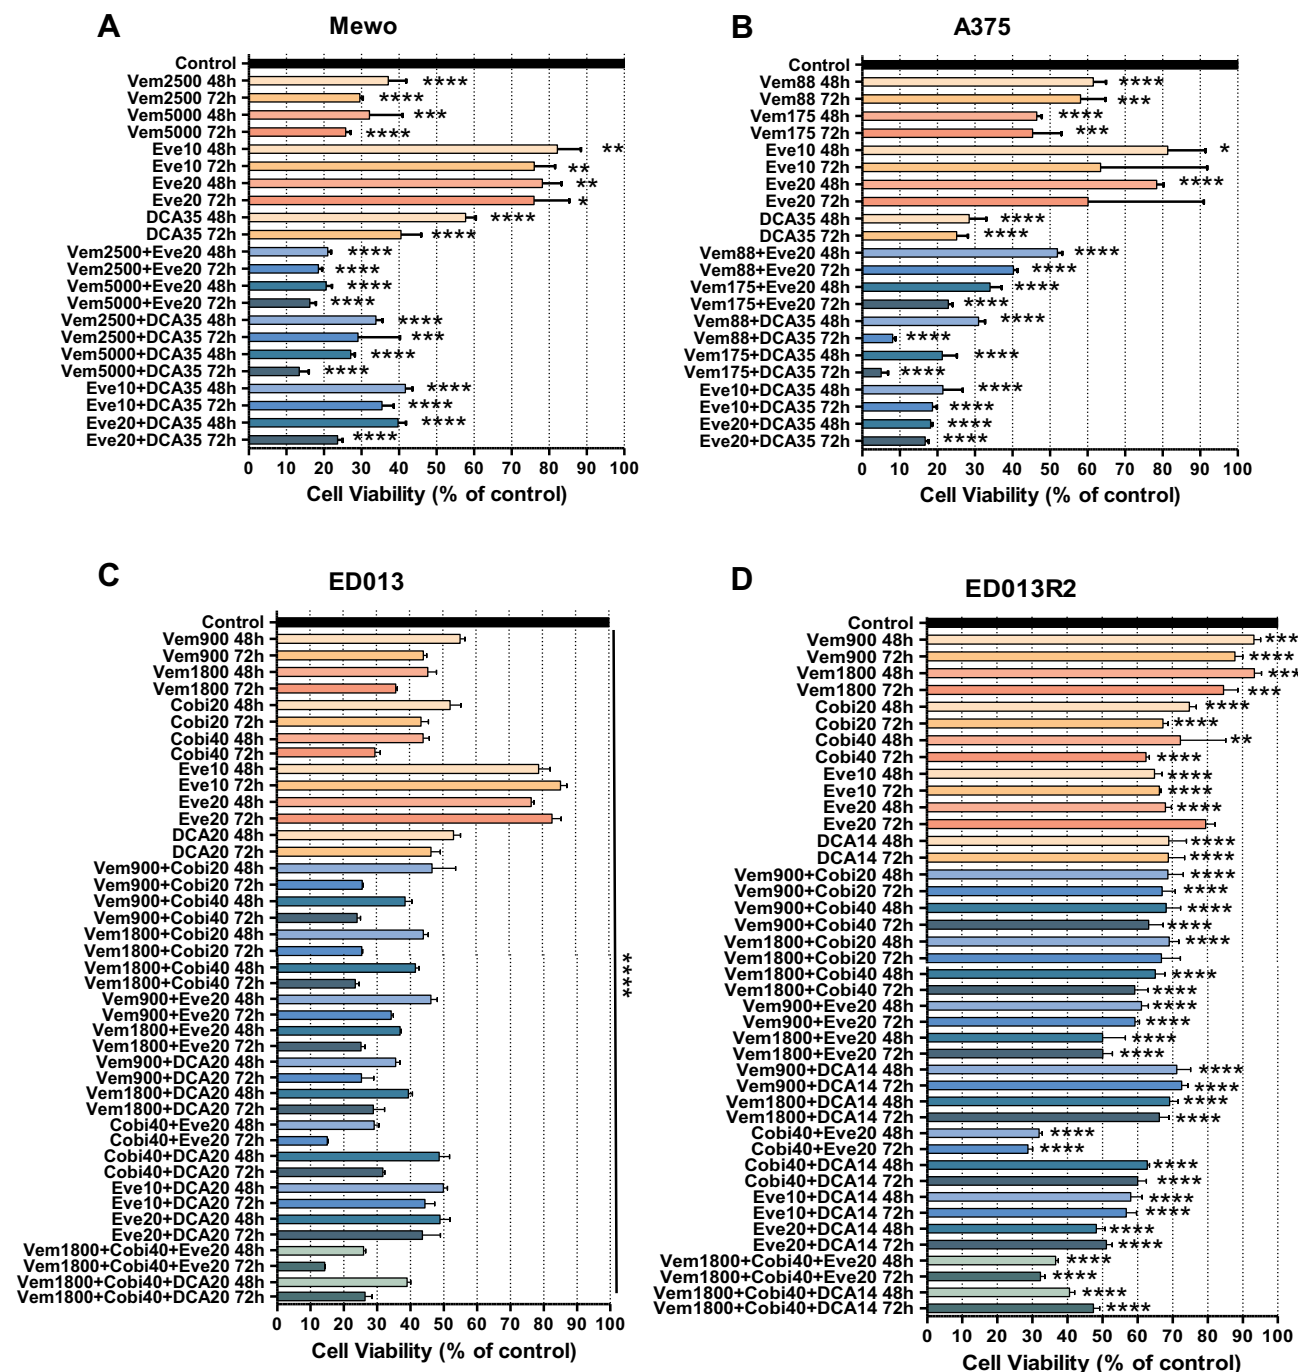 A
Mewo
Control
Vem2500 48h
****
Vem2500 72h
****
Vem5000 48h
***
Vem5000 72h
****
Eve10 48h
**
Eve10 72h
**
Eve20 48h
**
Eve20 72h
*
DCA35 48h
****
DCA35 72h
****
Vem2500+Eve20 48h
****
Vem2500+Eve20 72h
****
Vem5000+Eve20 48h
****
Vem5000+Eve20 72h
****
Vem2500+DCA35 48h
****
Vem2500+DCA35 72h
***
Vem5000+DCA35 48h
****
Vem5000+DCA35 72h
****
Eve10+DCA35 48h
****
Eve10+DCA35 72h
****
Eve20+DCA35 48h
****
Eve20+DCA35 72h
****
0 10 20 30 40 50 60 70 80 90 100
Cell Viability (% of control)
B
A375
Control
Vem88 48h
****
Vem88 72h
***
Vem175 48h
****
Vem175 72h
***
Eve10 48h
*
Eve10 72h
Eve20 48h
****
Eve20 72h
DCA35 48h
****
DCA35 72h
****
Vem88+Eve20 48h
****
Vem88+Eve20 72h
****
Vem175+Eve20 48h
****
Vem175+Eve20 72h
****
Vem88+DCA35 48h
****
Vem88+DCA35 72h
****
Vem175+DCA35 48h
****
Vem175+DCA35 72h
****
Eve10+DCA35 48h
****
Eve10+DCA35 72h
****
Eve20+DCA35 48h
****
Eve20+DCA35 72h
****
0 10 20 30 40 50 60 70 80 90 100
Cell Viability (% of control)
C
ED013
Control
Vem900 48h
Vem900 72h
Vem1800 48h
Vem1800 72h
Cobi20 48h
Cobi20 72h
Cobi40 48h
Cobi40 72h
Eve10 48h
Eve10 72h
Eve20 48h
Eve20 72h
DCA20 48h
DCA20 72h
Vem900+Cobi20 48h
Vem900+Cobi20 72h
Vem900+Cobi40 48h
Vem900+Cobi40 72h
Vem1800+Cobi20 48h
Vem1800+Cobi20 72h
Vem1800+Cobi40 48h
Vem1800+Cobi40 72h
Vem900+Eve20 48h
Vem900+Eve20 72h
Vem1800+Eve20 48h
Vem1800+Eve20 72h
Vem900+DCA20 48h
Vem900+DCA20 72h
Vem1800+DCA20 48h
Vem1800+DCA20 72h
Cobi40+Eve20 48h
Cobi40+Eve20 72h
Cobi40+DCA20 48h
Cobi40+DCA20 72h
Eve10+DCA20 48h
Eve10+DCA20 72h
Eve20+DCA20 48h
Eve20+DCA20 72h
Vem1800+Cobi40+Eve20 48h
Vem1800+Cobi40+Eve20 72h
Vem1800+Cobi40+DCA20 48h
Vem1800+Cobi40+DCA20 72h
****
0 10 20 30 40 50 60 70 80 90 100
Cell Viability (% of control)
D
ED013R2
Control
Vem900 48h
***
Vem900 72h
****
Vem1800 48h
***
Vem1800 72h
***
Cobi20 48h
****
Cobi20 72h
****
Cobi40 48h
**
Cobi40 72h
****
Eve10 48h
****
Eve10 72h
****
Eve20 48h
****
Eve20 72h
DCA14 48h
****
DCA14 72h
****
Vem900+Cobi20 48h
****
Vem900+Cobi20 72h
****
Vem900+Cobi40 48h
****
Vem900+Cobi40 72h
****
Vem1800+Cobi20 48h
****
Vem1800+Cobi20 72h
Vem1800+Cobi40 48h
****
Vem1800+Cobi40 72h
****
Vem900+Eve20 48h
****
Vem900+Eve20 72h
****
Vem1800+Eve20 48h
****
Vem1800+Eve20 72h
****
Vem900+DCA14 48h
****
Vem900+DCA14 72h
****
Vem1800+DCA14 48h
****
Vem1800+DCA14 72h
****
Cobi40+Eve20 48h
****
Cobi40+Eve20 72h
****
Cobi40+DCA14 48h
****
Cobi40+DCA14 72h
****
Eve10+DCA14 48h
****
Eve10+DCA14 72h
****
Eve20+DCA14 48h
****
Eve20+DCA14 72h
****
Vem1800+Cobi40+Eve20 48h
****
Vem1800+Cobi40+Eve20 72h
****
Vem1800+Cobi40+DCA14 48h
****
Vem1800+Cobi40+DCA14 72h
****
0 10 20 30 40 50 60 70 80 90 100
Cell Viability (% of control)